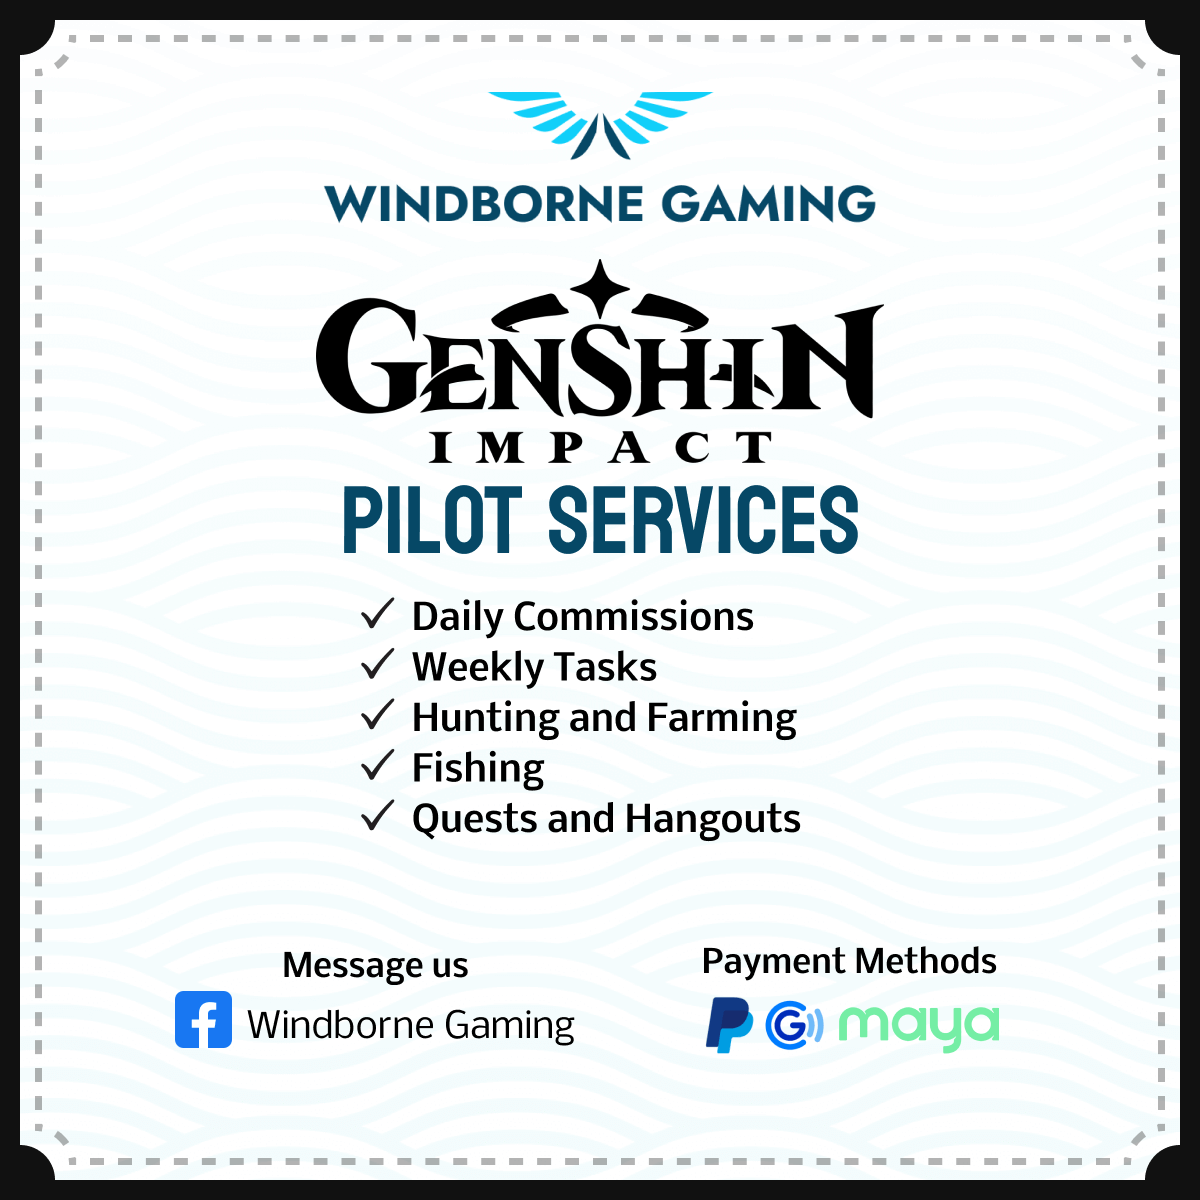 WINDBORNE GAMING
GENSHIN
IMPACT
PILOT SERVICES
Daily Commissions
Weekly Tasks
Hunting and Farming
Fishing
Quests and Hangouts
Message us
Windborne Gaming
Payment Methods
maya